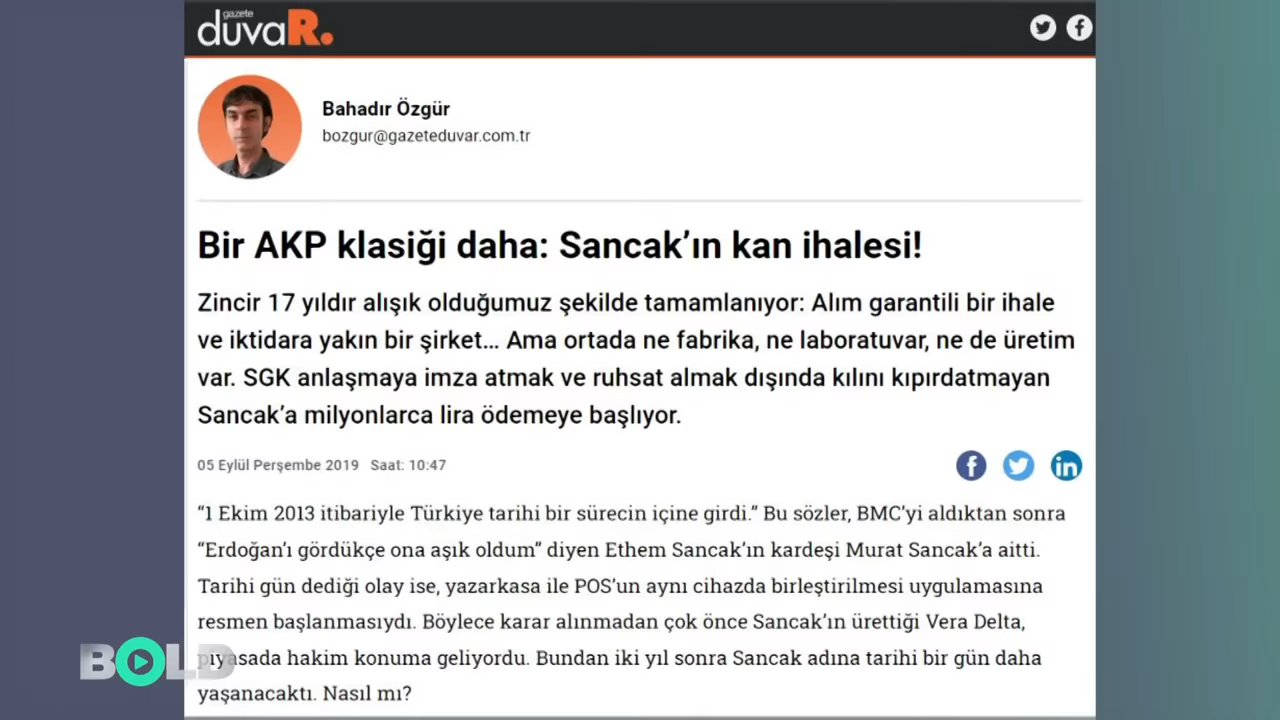 gazete
duvaR.
Bahadır Özgür
bozgur@gazeteduvar.com.tr
Bir AKP klasiği daha: Sancak’ın kan ihalesi!
Zincir 17 yıldır alışık olduğumuz şekilde tamamlanıyor: Alım garantili bir ihale
ve iktidara yakın bir şirket… Ama ortada ne fabrika, ne laboratuvar, ne de üretim
var. SGK anlaşmaya imza atmak ve ruhsat almak dışında kılını kıpırdatmayan
Sancak’a milyonlarca lira ödemeye başlıyor.
05 Eylül Perşembe 2019 Saat: 10:47
“1 Ekim 2013 itibariyle Türkiye tarihi bir sürecin içine girdi.” Bu sözler, BMC’yi aldıktan sonra
“Erdoğan’ı gördükçe ona aşık oldum” diyen Ethem Sancak’ın kardeşi Murat Sancak’a aitti.
Tarihi gün dediği olay ise, yazarkasa ile POS’un aynı cihazda birleştirilmesi uygulamasına
resmen başlanmasıydı. Böylece karar alınmadan çok önce Sancak’ın ürettiği Vera Delta,
piyasada hakim konuma geliyordu. Bundan iki yıl sonra Sancak adına tarihi bir gün daha
yaşanacaktı. Nasıl mı?
BOLD